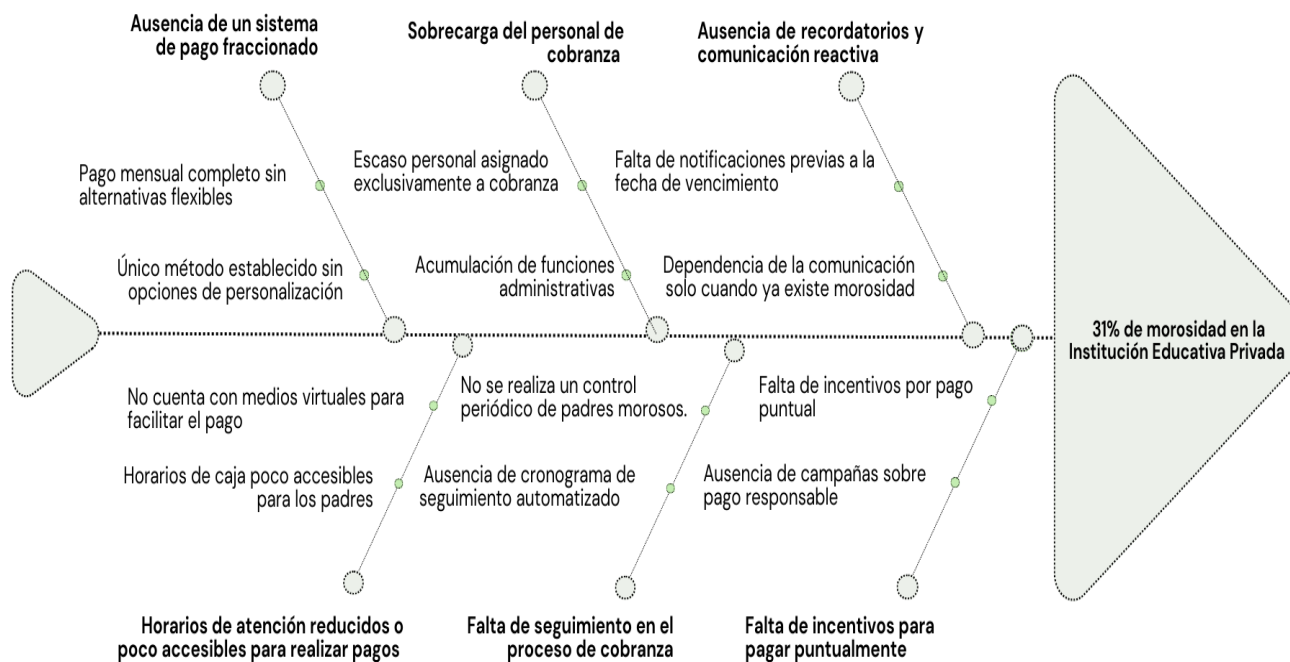 Ausencia de un sistema
de pago fraccionado
Sobrecarga del personal de
cobranza
Ausencia de recordatorios y
comunicación reactiva
Pago mensual completo sin
alternativas flexibles
Escaso personal asignado
exclusivamente a cobranza
Falta de notificaciones previas a la
fecha de vencimiento
Único método establecido sin
opciones de personalización
Acumulación de funciones
administrativas
Dependencia de la comunicación
solo cuando ya existe morosidad
31% de morosidad en la
Institución Educativa Privada
No cuenta con medios virtuales para
facilitar el pago
No se realiza un control
periódico de padres morosos.
Falta de incentivos por pago
puntual
Horarios de caja poco accesibles
para los padres
Ausencia de cronograma de
seguimiento automatizado
Ausencia de campañas sobre
pago responsable
Horarios de atención reducidos o
poco accesibles para realizar pagos
Falta de seguimiento en el
proceso de cobranza
Falta de incentivos para
pagar puntualmente